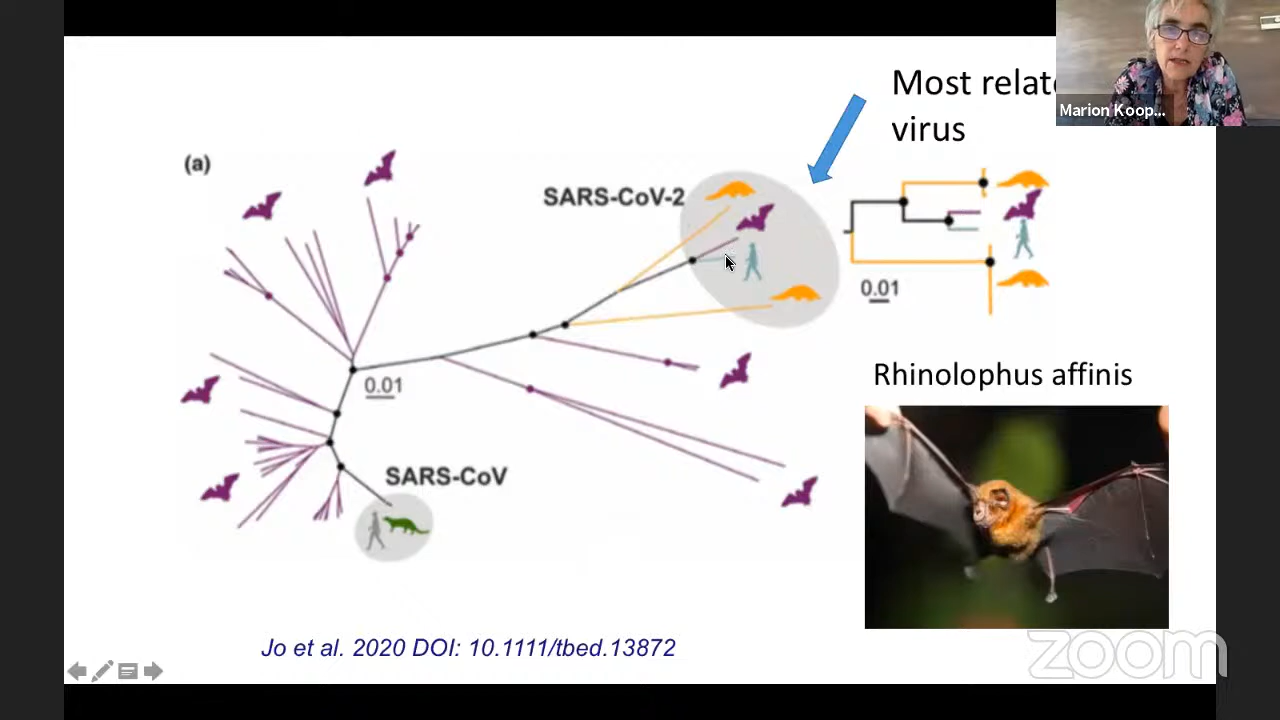 Most relate
virus
Marion Koop...
(a)
SARS-CoV-2
0.01
0.01
Rhinolophus affinis
SARS-CoV
Jo et al. 2020 DOI: 10.1111/tbed.13872
zoom